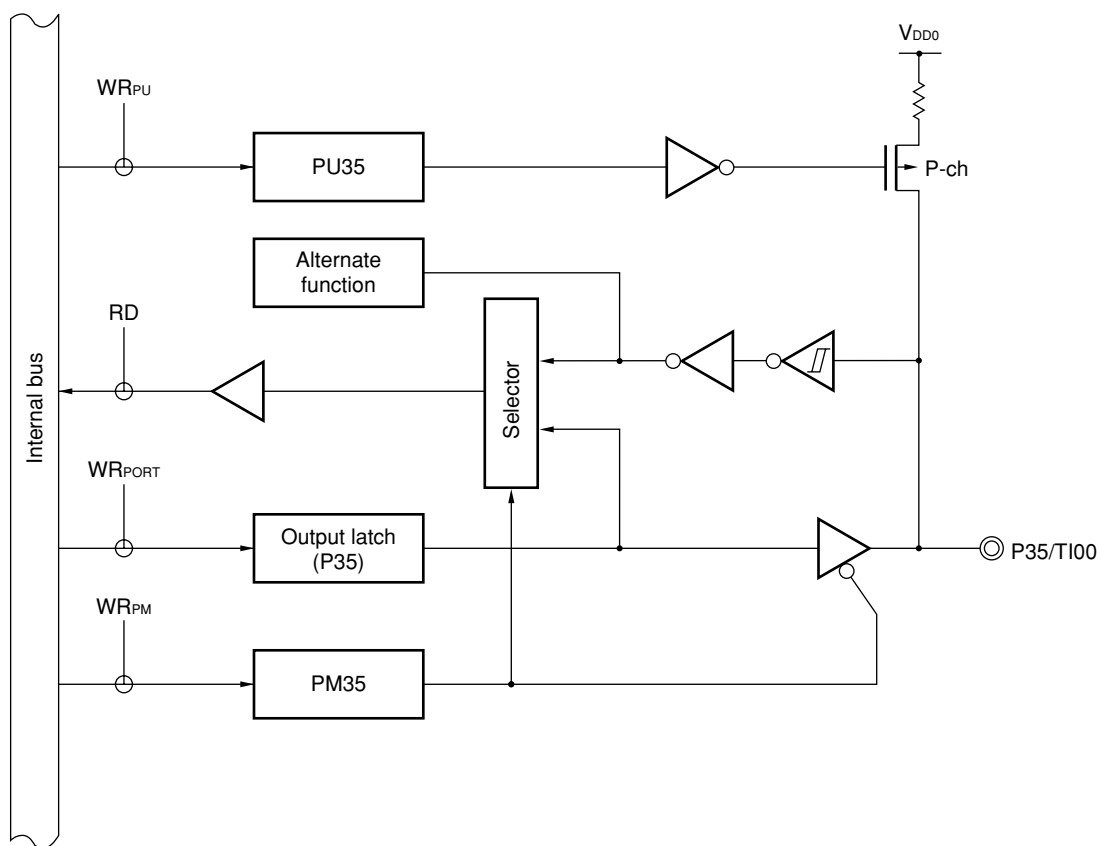 VDD0
WRPU
PU35
P-ch
Alternate
function
RD
Internal bus
Selector
WRPORT
Output latch
(P35)
P35/TI00
WRPM
PM35